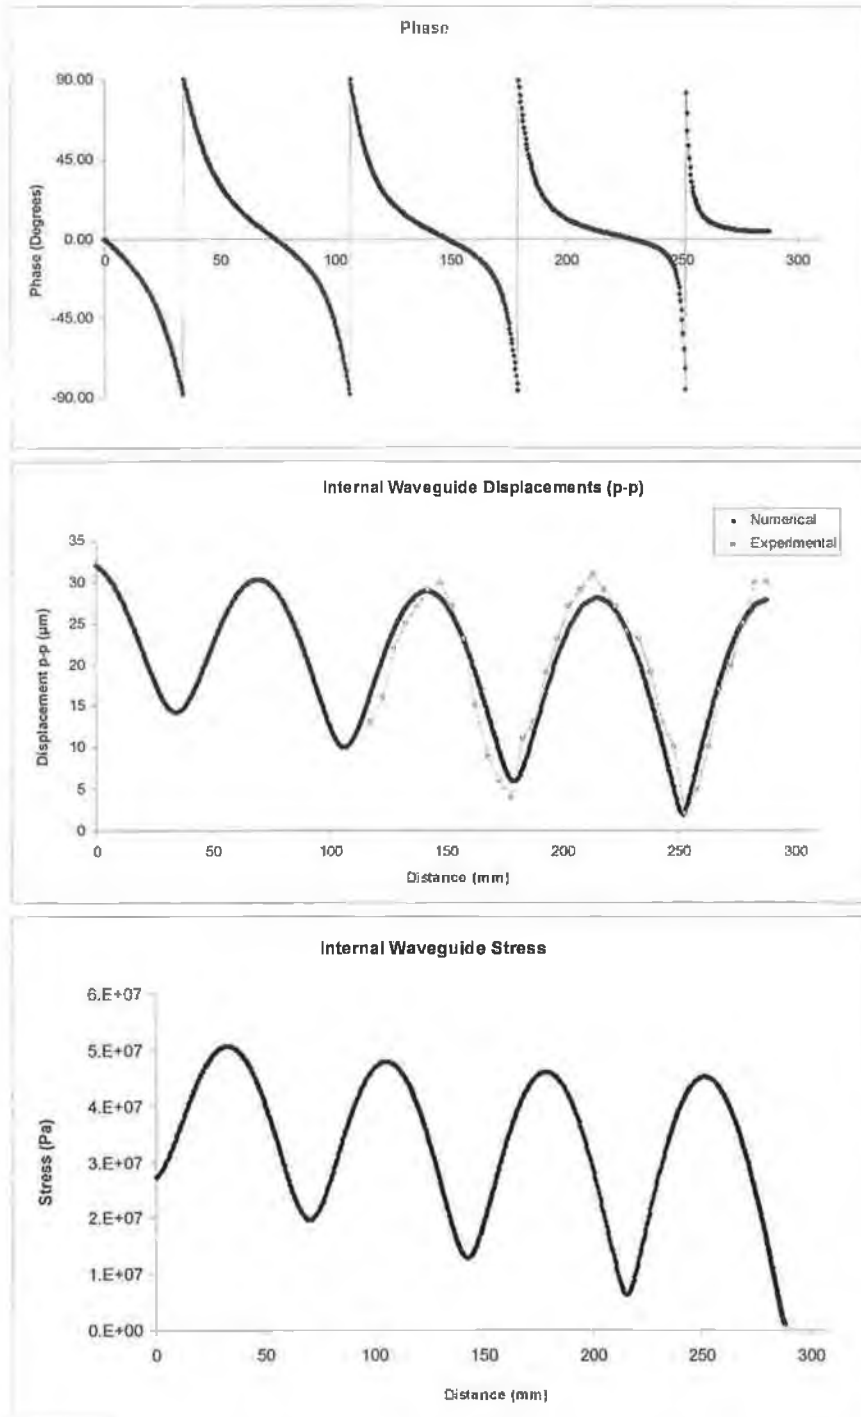 Phase
90.00
45.00
0.00
-45.00
-90.00
Phase (Degrees)
0 50 100 150 200 250 300
Internal Waveguide Displacements (p-p)
Numerical
Experimental
35
30
25
20
15
10
5
0
Displacement p-p (µm)
0 50 100 150 200 250 300
Distance (mm)
Internal Waveguide Stress
6.E+07
5.E+07
4.E+07
3.E+07
2.E+07
1.E+07
0.E+00
Stress (Pa)
0 50 100 150 200 250 300
Distance (mm)